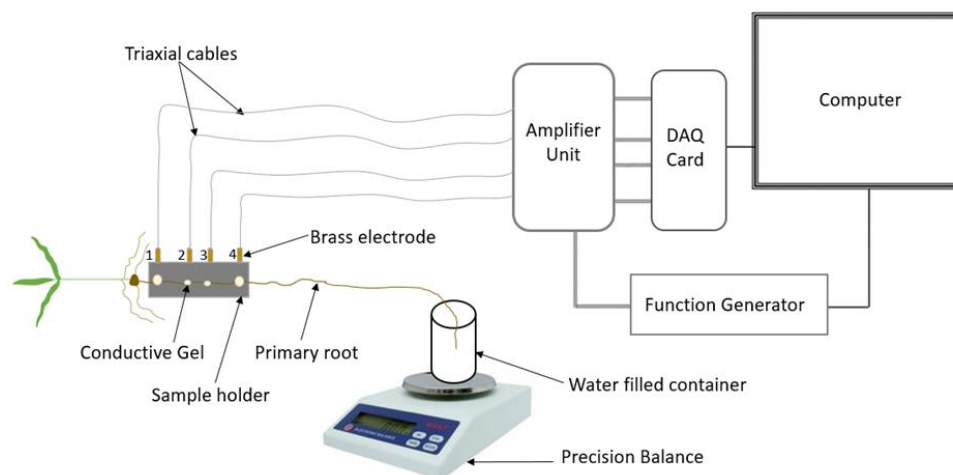 Triaxial cables
Amplifier
Unit
DAQ
Card
Computer
1
2
3
4
Brass electrode
Function Generator
Conductive Gel
Primary root
Sample holder
Water filled container
Precision Balance